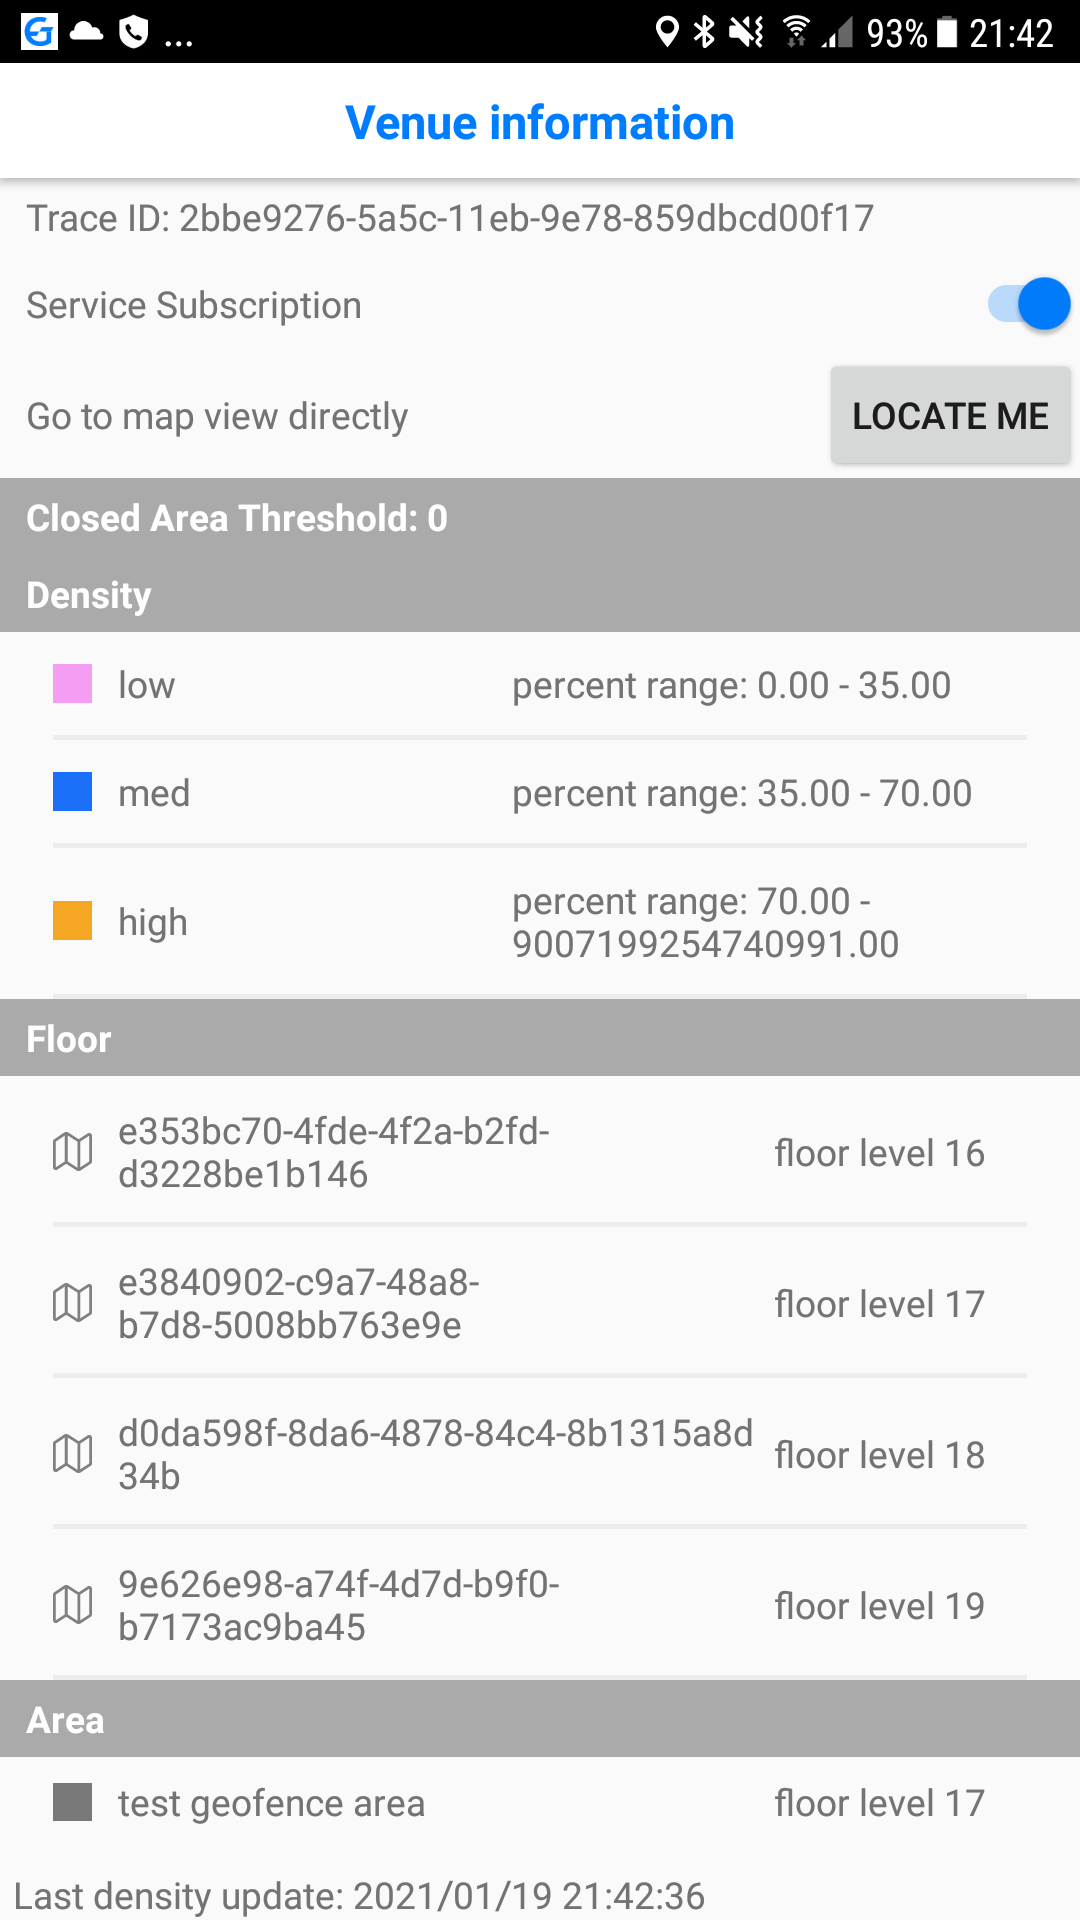 ... 93% 21:42
Venue information
Trace ID: 2bbe9276-5a5c-11eb-9e78-859dbcd00f17
Service Subscription
Go to map view directly LOCATE ME
Closed Area Threshold: 0
Density
low percent range: 0.00 - 35.00
med percent range: 35.00 - 70.00
high percent range: 70.00 -
9007199254740991.00
Floor
e353bc70-4fde-4f2a-b2fd-
d3228be1b146 floor level 16
e3840902-c9a7-48a8-
b7d8-5008bb763e9e floor level 17
d0da598f-8da6-4878-84c4-8b1315a8d
34b floor level 18
9e626e98-a74f-4d7d-b9f0-
b7173ac9ba45 floor level 19
Area
test geofence area floor level 17
Last density update: 2021/01/19 21:42:36